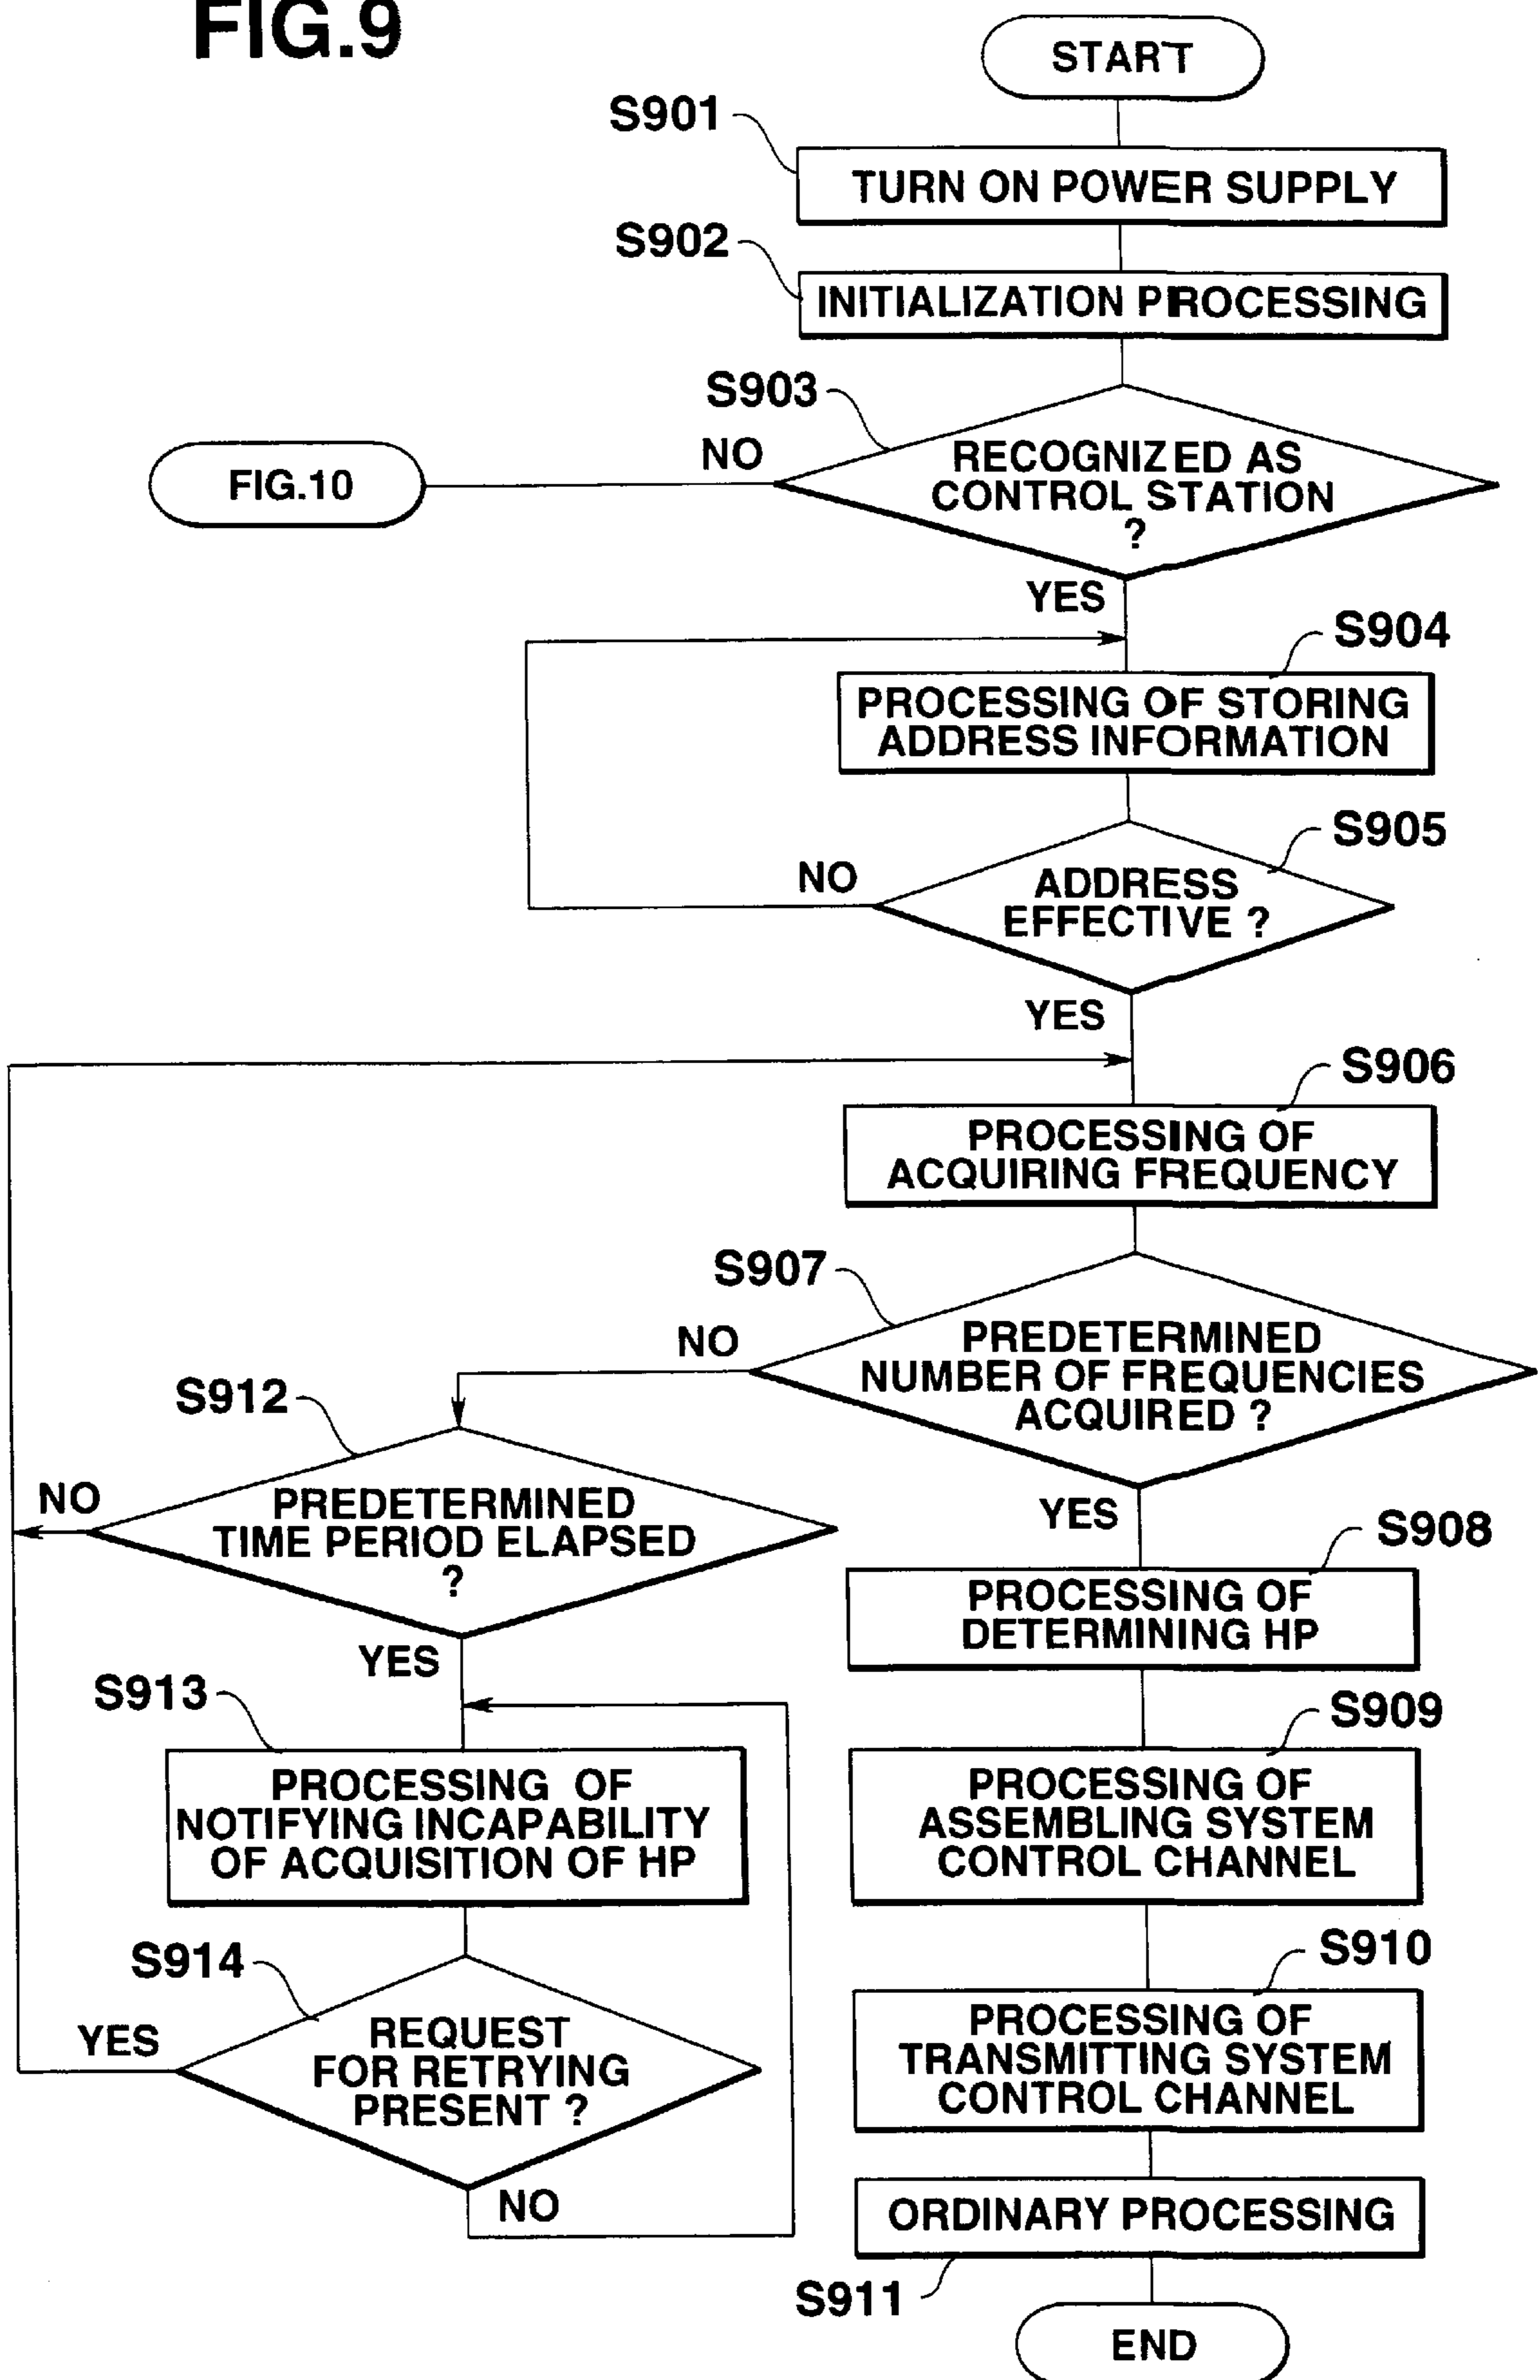 FIG.9
START
S901
TURN ON POWER SUPPLY
S902
INITIALIZATION PROCESSING
S903
NO
RECOGNIZED AS
CONTROL STATION
?
FIG.10
YES
S904
PROCESSING OF STORING
ADDRESS INFORMATION
S905
NO
ADDRESS
EFFECTIVE ?
YES
S906
PROCESSING OF
ACQUIRING FREQUENCY
S907
NO
PREDETERMINED
NUMBER OF FREQUENCIES
ACQUIRED ?
S912
NO
PREDETERMINED
TIME PERIOD ELAPSED
?
YES
S908
PROCESSING OF
DETERMINING HP
YES
S913
PROCESSING OF
NOTIFYING INCAPABILITY
OF ACQUISITION OF HP
S909
PROCESSING OF
ASSEMBLING SYSTEM
CONTROL CHANNEL
S914
YES
REQUEST
FOR RETRYING
PRESENT ?
NO
S910
PROCESSING OF
TRANSMITTING SYSTEM
CONTROL CHANNEL
ORDINARY PROCESSING
S911
END